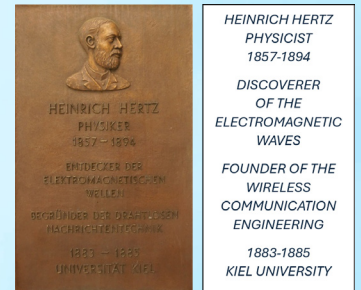 HEINRICH HERTZ
PHYSIKER
1857 – 1894
ENTDECKER DER
ELEKTROMAGNETISCHEN
WELLEN
BEGRÜNDER DER DRAHTLOSEN
NACHRICHTENTECHNIK
1883 – 1885
UNIVERSITÄT KIEL
HEINRICH HERTZ
PHYSICIST
1857-1894
DISCOVERER
OF THE
ELECTROMAGNETIC
WAVES
FOUNDER OF THE
WIRELESS
COMMUNICATION
ENGINEERING
1883-1885
KIEL UNIVERSITY